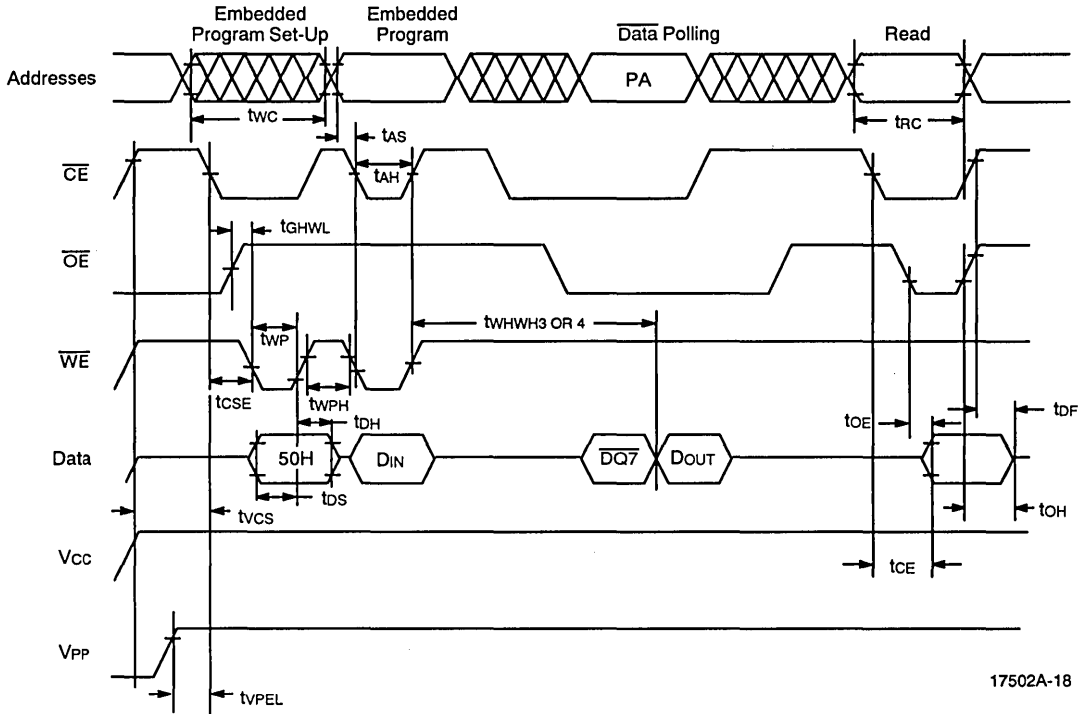 Embedded
Program Set-Up
Embedded
Program
Data Polling
Read
Addresses
PA
tWC
tAS
tRC
CE
tAH
tGHWL
OE
tWP
tWHWH3 OR 4
WE
tCSE
tWPH
tDH
tOE
tDF
Data
50H
DIN
DQ7
DOUT
tDS
tVCS
tOH
VCC
tCE
VPP
tVPEL
17502A-18